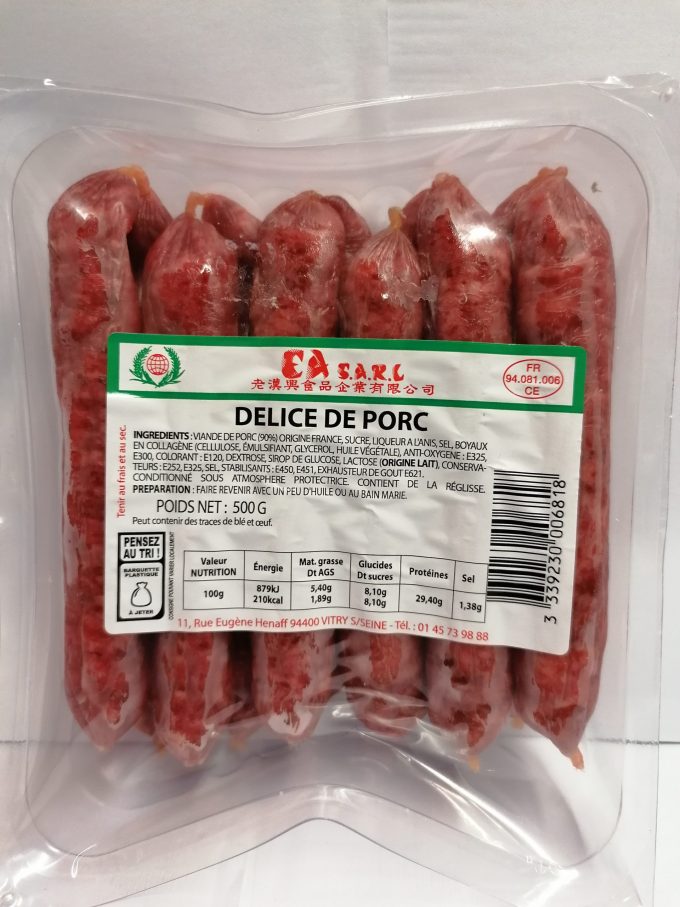 EA S.A.R.L
老漢興食品企業有限公司
FR
94.081.006
CE
DELICE DE PORC
INGREDIENTS : VIANDE DE PORC (90%) ORIGINE FRANCE, SUCRE, LIQUEUR A L'ANIS, SEL, BOYAUX
EN COLLAGÈNE (CELLULOSE, ÉMULSIFIANT, GLYCEROL, HUILE VÉGÉTALE), ANTI-OXYGENE : E325,
E300, COLORANT : E120, DEXTROSE, SIROP DE GLUCOSE, LACTOSE (ORIGINE LAIT), CONSERVA-
TEURS : E252, E325, SEL, STABILISANTS : E450, E451, EXHAUSTEUR DE GOUT E621.
CONDITIONNÉ SOUS ATMOSPHERE PROTECTRICE. CONTIENT DE LA RÉGLISSE.
PREPARATION : FAIRE REVENIR AVEC UN PEU D'HUILE OU AU BAIN MARIE.
POIDS NET : 500 G
Peut contenir des traces de blé et œuf.
Tenir au frais et au sec.
PENSEZ
AU TRI !
BARQUETTE
PLASTIQUE
À JETER
CONSIGNE POUVANT VARIER LOCALEMENT
Valeur NUTRITION Énergie Mat. grasse Dt AGS Glucides Dt sucres Protéines Sel
100g 879kJ 210kcal 5,40g 1,89g 8,10g 8,10g 29,40g 1,38g
3 339230 006818
11, Rue Eugène Henaff 94400 VITRY S/SEINE - Tél. : 01 45 73 98 88